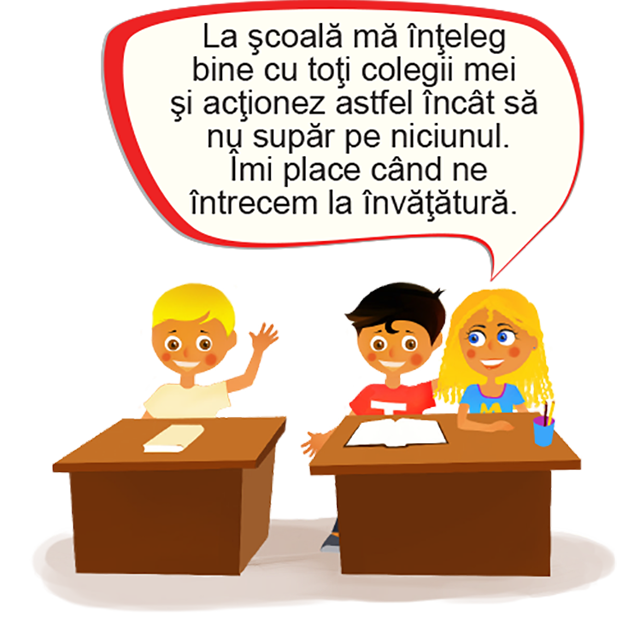 La şcoală mă înţeleg
bine cu toţi colegii mei
şi acţionez astfel încât să
nu supăr pe niciunul.
Îmi place când ne
întrecem la învăţătură.